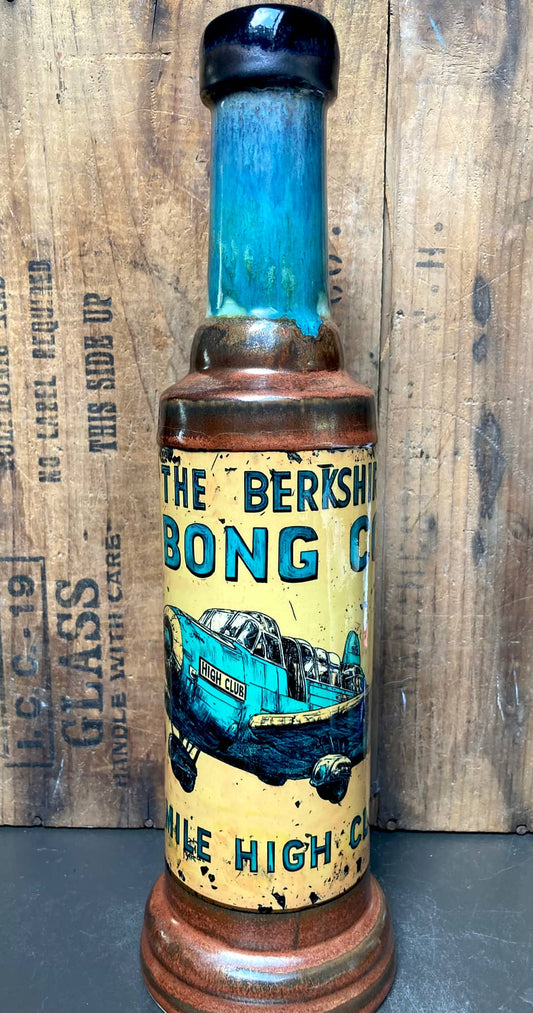 THE BERKSHI
BONG C
HIGH CLUB
MILE HIGH CL
NO LABEL REQUIRED
THIS SIDE UP
I.C.C.-19
GLASS
HANDLE WITH CARE